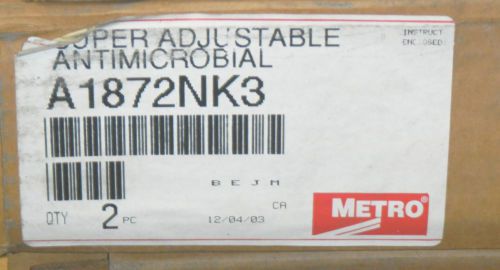 SUPER ADJUSTABLE
ANTIMICROBIAL
INSTRUCT
ENCLOSED
A1872NK3
BEJM
QTY 2 PC
12/04/03
CA
METRO®